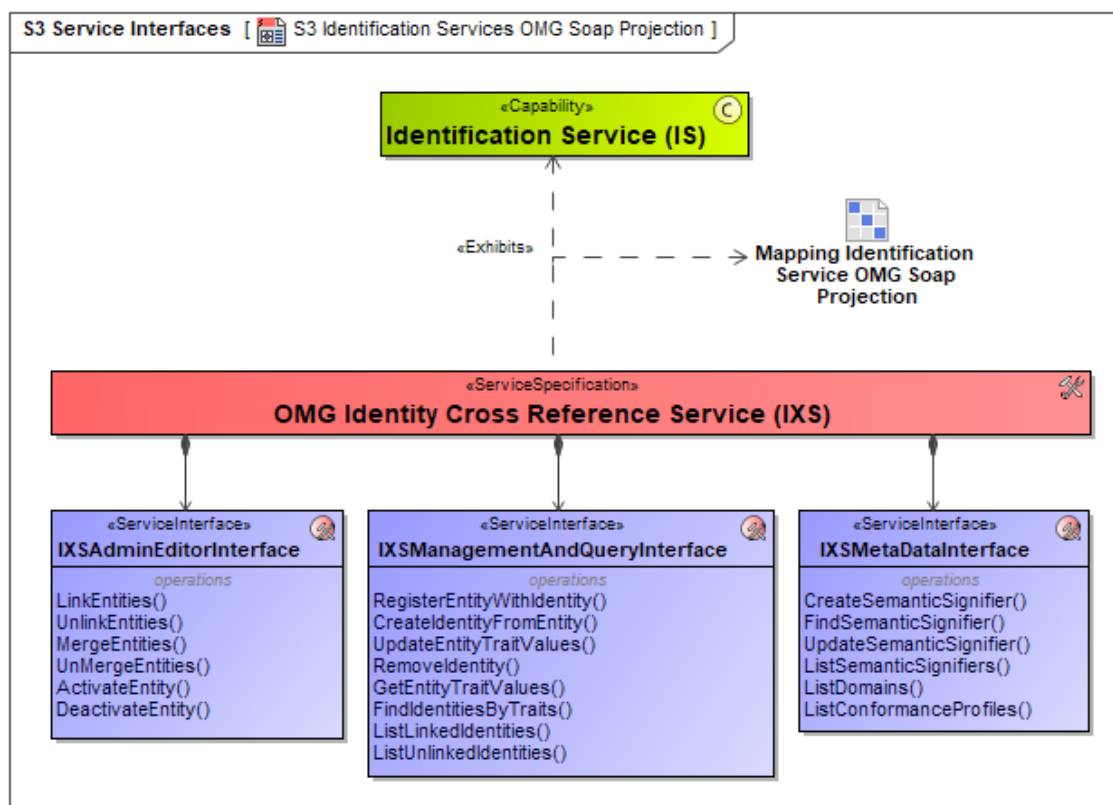 S3 Service Interfaces [ S3 Identification Services OMG Soap Projection ]
«Capability»
C
Identification Service (IS)
«Exhibits»
Mapping Identification
Service OMG Soap
Projection
«ServiceSpecification»
OMG Identity Cross Reference Service (IXS)
«ServiceInterface»
IXSAdminEditorInterface
operations
LinkEntities()
UnlinkEntities()
MergeEntities()
UnMergeEntities()
ActivateEntity()
DeactivateEntity()
«ServiceInterface»
IXSManagementAndQueryInterface
operations
RegisterEntityWithIdentity()
CreateIdentityFromEntity()
UpdateEntityTraitValues()
RemoveIdentity()
GetEntityTraitValues()
FindIdentitiesByTraits()
ListLinkedIdentities()
ListUnlinkedIdentities()
«ServiceInterface»
IXSMetaDataInterface
operations
CreateSemanticSignifier()
FindSemanticSignifier()
UpdateSemanticSignifier()
ListSemanticSignifiers()
ListDomains()
ListConformanceProfiles()